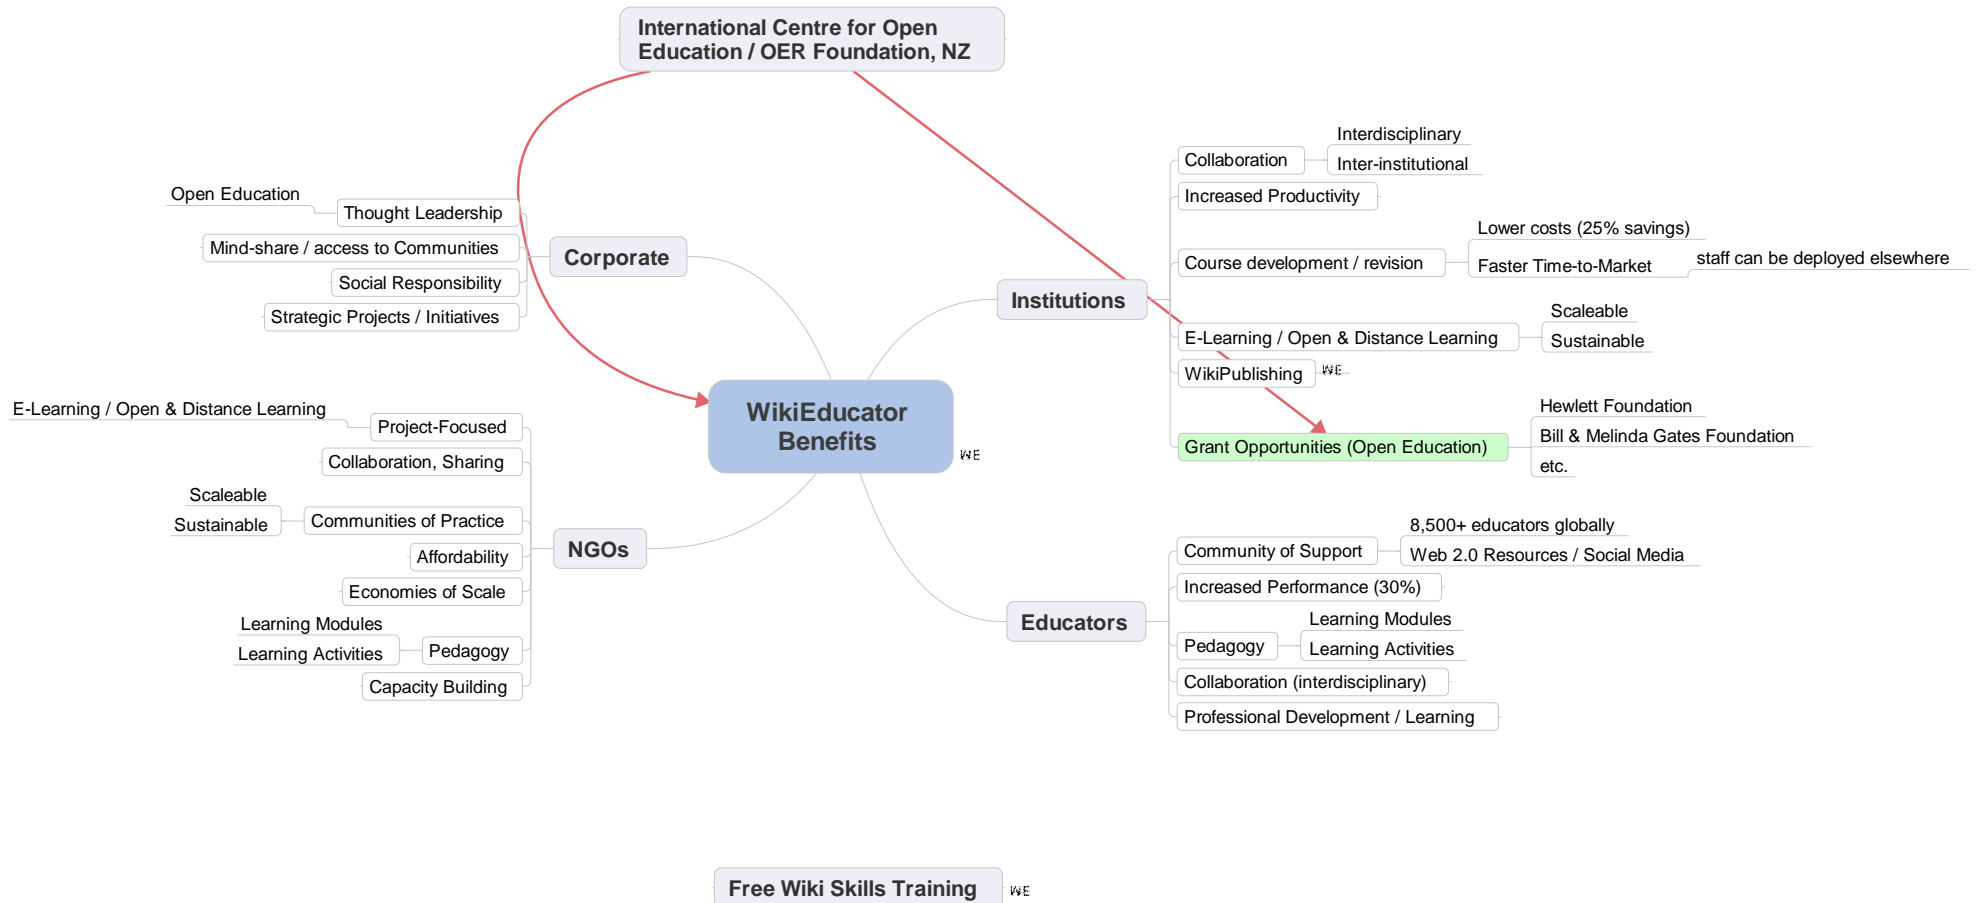 International Centre for Open
Education / OER Foundation, NZ
Open Education
Thought Leadership
Mind-share / access to Communities
Social Responsibility
Strategic Projects / Initiatives
Corporate
E-Learning / Open & Distance Learning
Project-Focused
Collaboration, Sharing
Scaleable
Sustainable
Communities of Practice
Affordability
Economies of Scale
Learning Modules
Learning Activities
Pedagogy
Capacity Building
NGOs
WikiEducator
Benefits
WE
Institutions
Collaboration
Interdisciplinary
Inter-institutional
Increased Productivity
Course development / revision
Lower costs (25% savings)
Faster Time-to-Market
staff can be deployed elsewhere
E-Learning / Open & Distance Learning
Scaleable
Sustainable
WikiPublishing
WE
Grant Opportunities (Open Education)
Hewlett Foundation
Bill & Melinda Gates Foundation
etc.
Educators
Community of Support
8,500+ educators globally
Web 2.0 Resources / Social Media
Increased Performance (30%)
Pedagogy
Learning Modules
Learning Activities
Collaboration (interdisciplinary)
Professional Development / Learning
Free Wiki Skills Training
WE